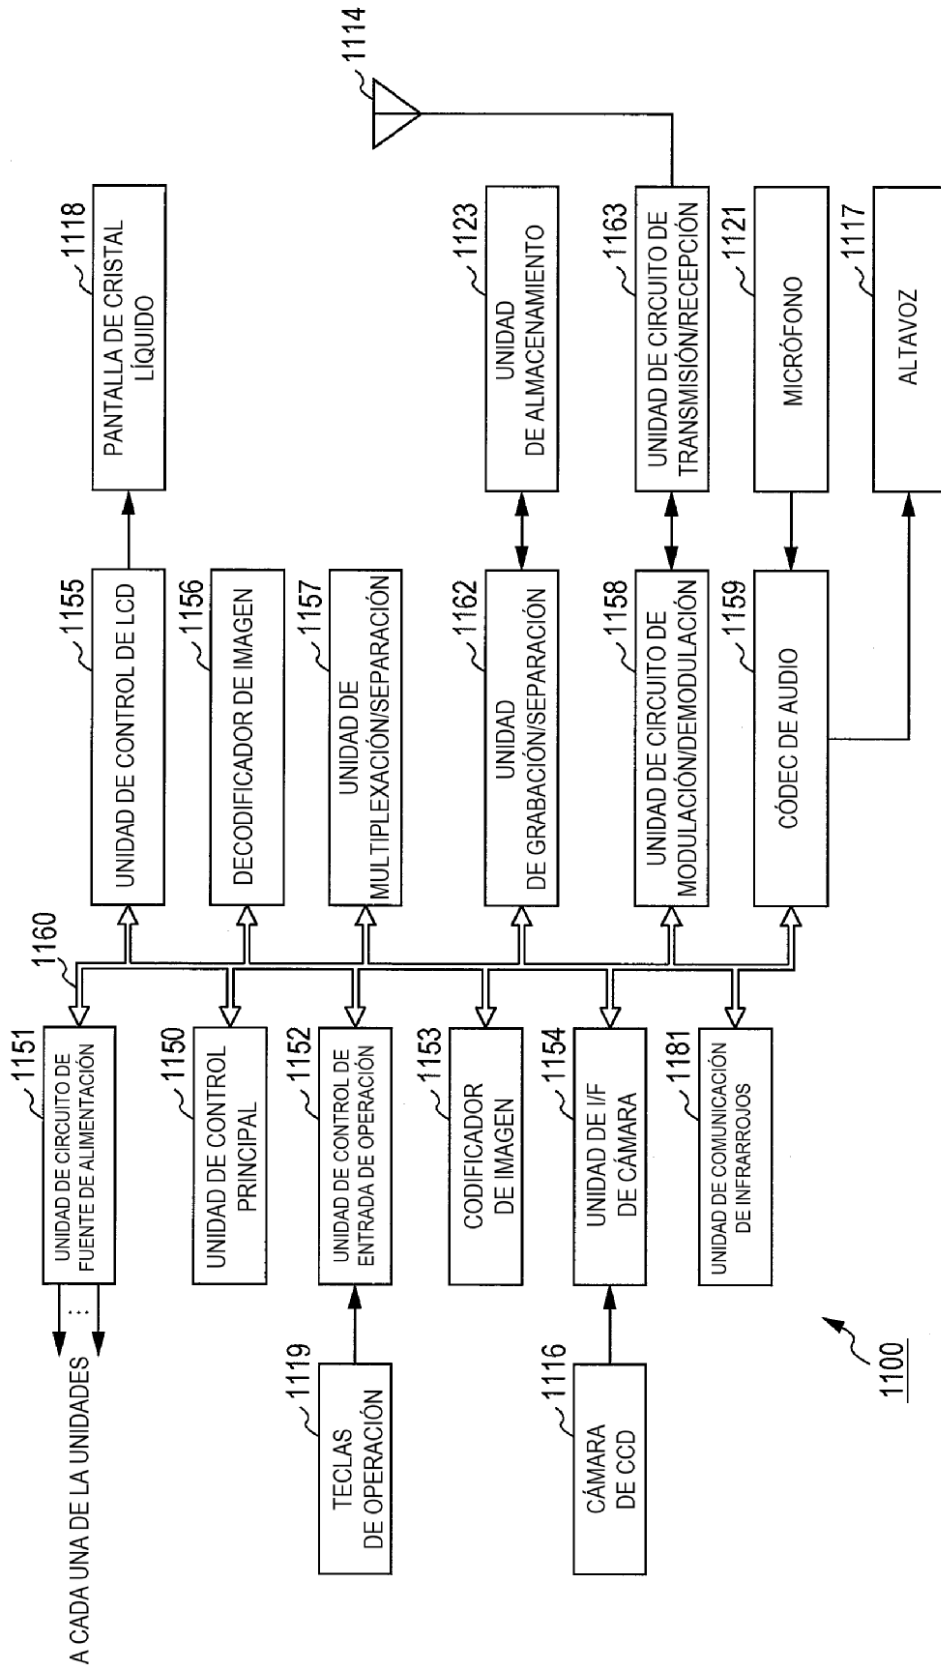 A CADA UNA DE LA UNIDADES
1151
UNIDAD DE CIRCUITO DE
FUENTE DE ALIMENTACIÓN
1160
1155
UNIDAD DE CONTROL DE LCD
1118
PANTALLA DE CRISTAL
LÍQUIDO
1150
UNIDAD DE CONTROL
PRINCIPAL
1156
DECODIFICADOR DE IMAGEN
1119
TECLAS
DE OPERACIÓN
1152
UNIDAD DE CONTROL DE
ENTRADA DE OPERACIÓN
1157
UNIDAD DE
MULTIPLEXACIÓN/SEPARACIÓN
1114
1153
CODIFICADOR
DE IMAGEN
1162
UNIDAD
DE GRABACIÓN/SEPARACIÓN
1123
UNIDAD
DE ALMACENAMIENTO
1116
CÁMARA
DE CCD
1154
UNIDAD DE I/F
DE CÁMARA
1158
UNIDAD DE CIRCUITO DE
MODULACIÓN/DEMODULACIÓN
1163
UNIDAD DE CIRCUITO DE
TRANSMISIÓN/RECEPCIÓN
1181
UNIDAD DE COMUNICACIÓN
DE INFRARROJOS
1159
CÓDEC DE AUDIO
1121
MICRÓFONO
1117
ALTAVOZ
1100